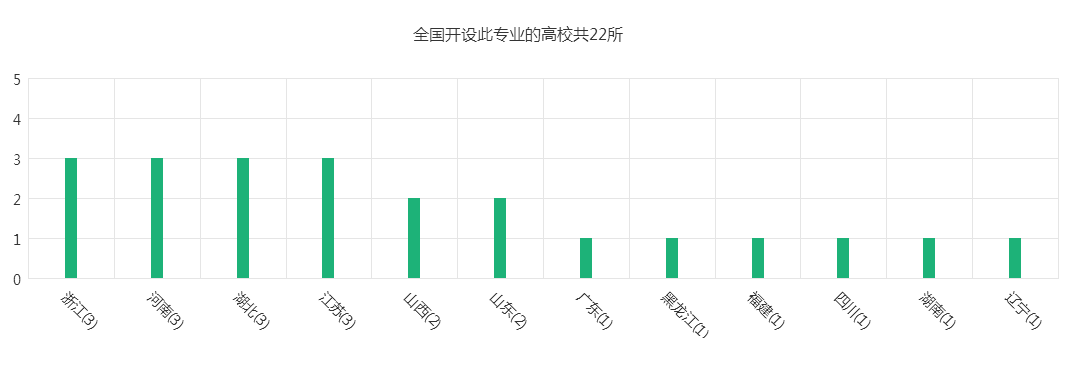 全国开设此专业的高校共22所
5
4
3
2
1
0
浙江(3)
河南(3)
湖北(3)
江苏(3)
山西(2)
山东(2)
广东(1)
黑龙江(1)
福建(1)
四川(1)
湖南(1)
辽宁(1)